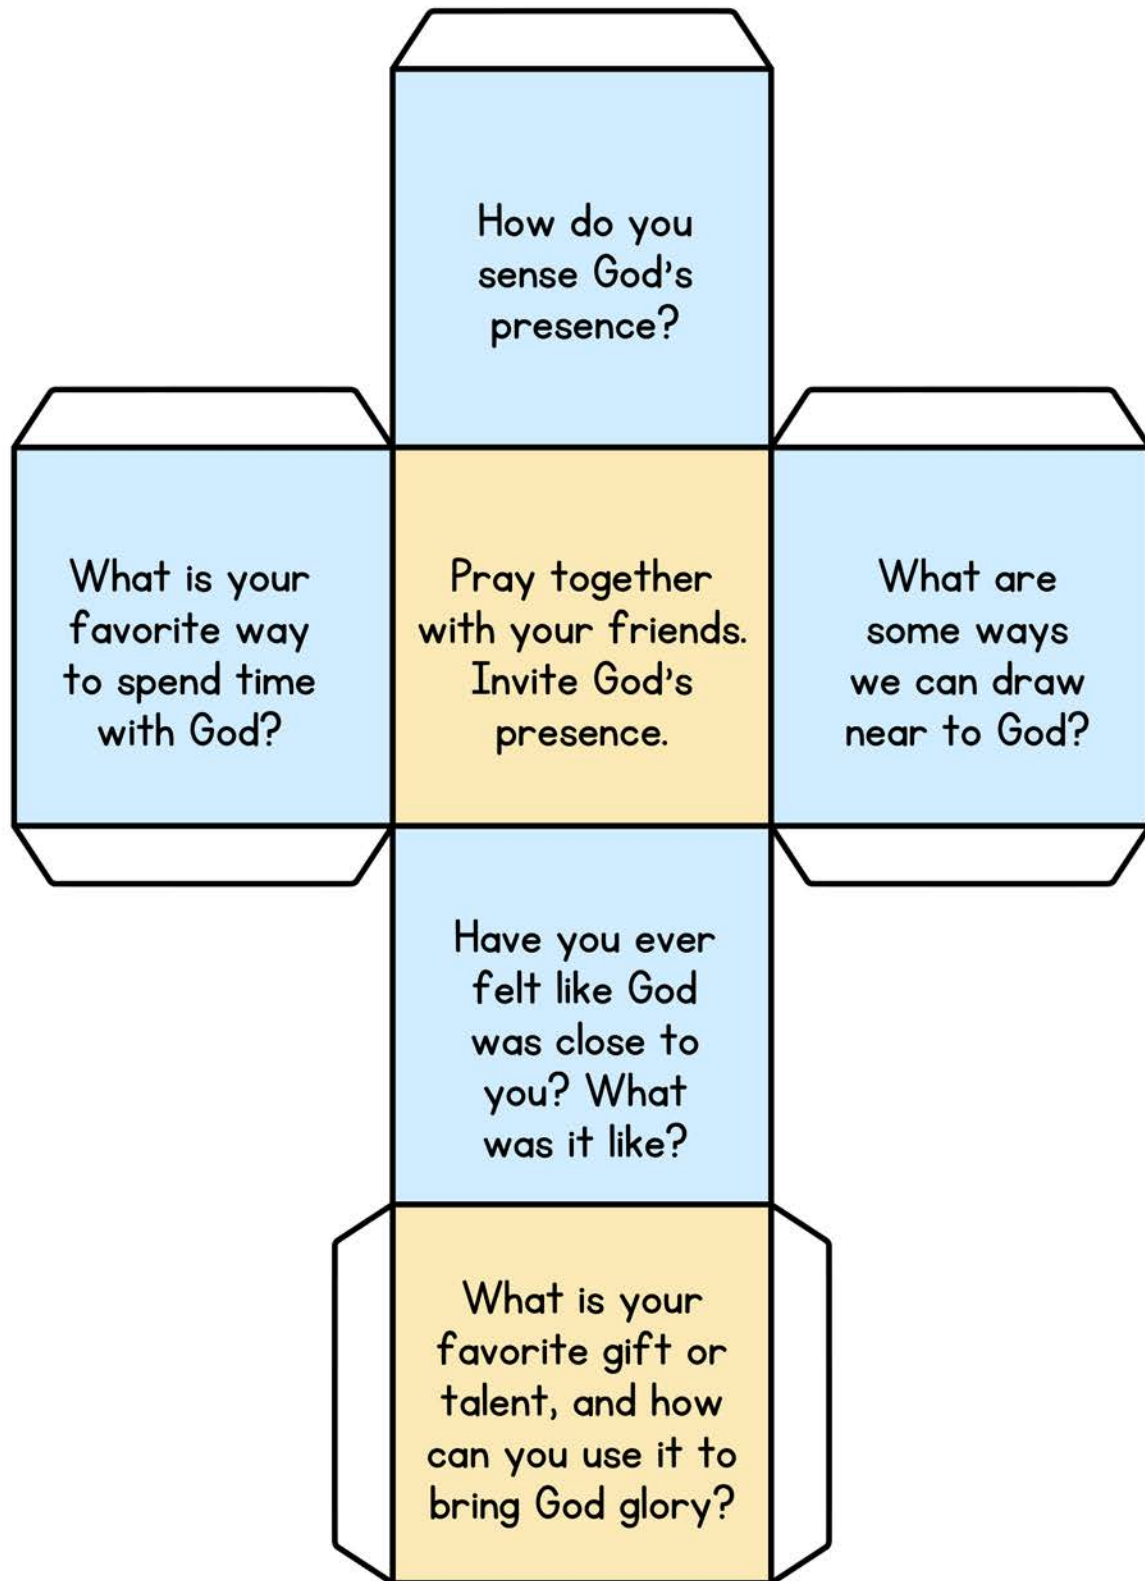 How do you
sense God's
presence?
What is your
favorite way
to spend time
with God?
Pray together
with your friends.
Invite God's
presence.
What are
some ways
we can draw
near to God?
Have you ever
felt like God
was close to
you? What
was it like?
What is your
favorite gift or
talent, and how
can you use it to
bring God glory?